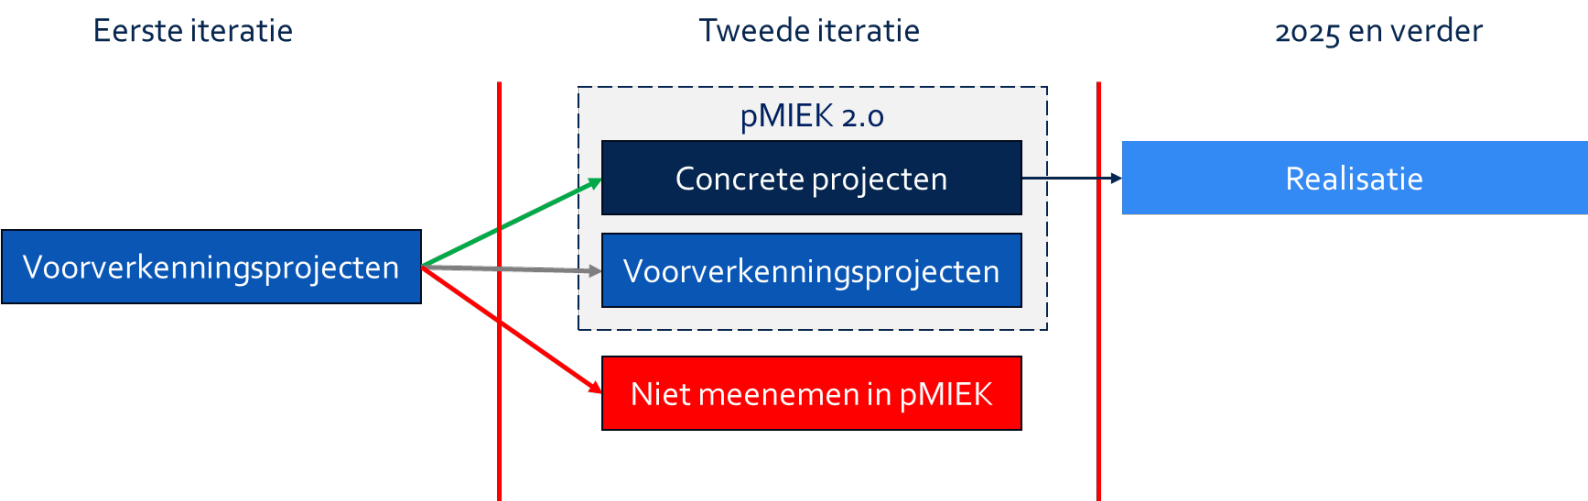 Eerste iteratie
Tweede iteratie
2025 en verder
pMIEK 2.0
Concrete projecten
Realisatie
Voorverkenningsprojecten
Voorverkenningsprojecten
Niet meenemen in pMIEK